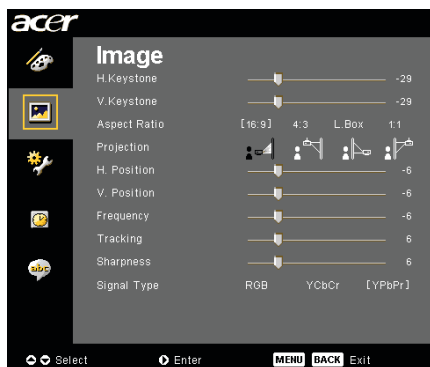 acer
Image
H.Keystone -29
V.Keystone -29
Aspect Ratio [16:9] 4:3 L.Box 1:1
Projection
H. Position -6
V. Position -6
Frequency -6
Tracking 6
Sharpness 6
Signal Type RGB YCbCr [YPbPr]
abc
Select Enter MENU BACK Exit